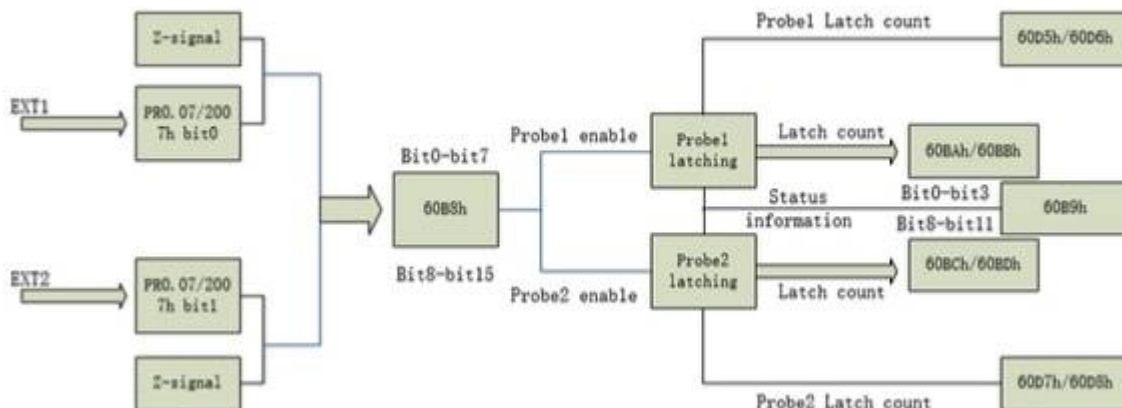 Z-signal
EXT1
PR0.07/200
7h bit0
EXT2
PR0.07/200
7h bit1
Z-signal
Bit0-bit7
60B8h
Bit8-bit15
Probe1 enable
Probe2 enable
Probe1 Latch count
60D5h/60D6h
Probe1
latching
Latch count
60BAh/60BBh
Status
information
Bit0-bit3
Bit8-bit11
60B9h
Probe2
latching
Latch count
60BCh/60BDh
Probe2 Latch count
60D7h/60D8h